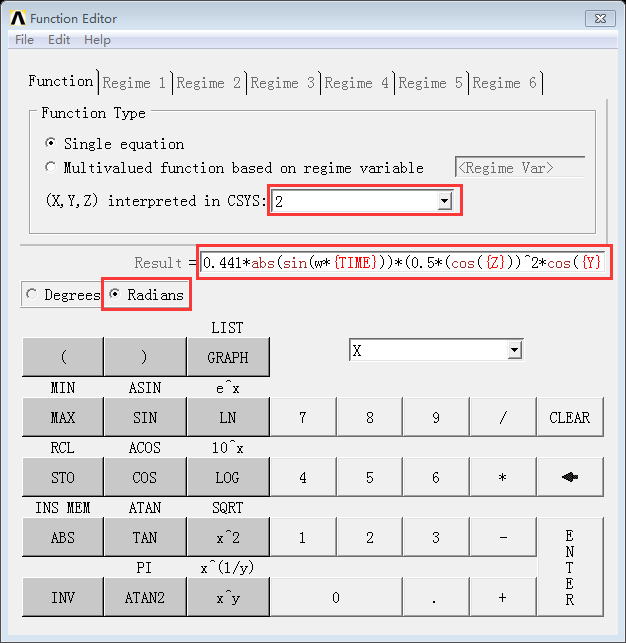 Function Editor
File Edit Help
Function Regime 1 Regime 2 Regime 3 Regime 4 Regime 5 Regime 6
Function Type
Single equation
Multivalued function based on regime variable <Regime Var>
(X,Y,Z) interpreted in CSYS: 2
Result = 0.441*abs(sin(w*{TIME}))*(0.5*(cos({Z}))^2*cos({Y}
Degrees Radians
LIST
( ) GRAPH X
MIN ASIN e^x
MAX SIN LN 7 8 9 / CLEAR
RCL ACOS 10^x
STO COS LOG 4 5 6 *
INS MEM ATAN SQRT
ABS TAN x^2 1 2 3 - ENTER
PI x^(1/y)
INV ATAN2 x^y 0 . +